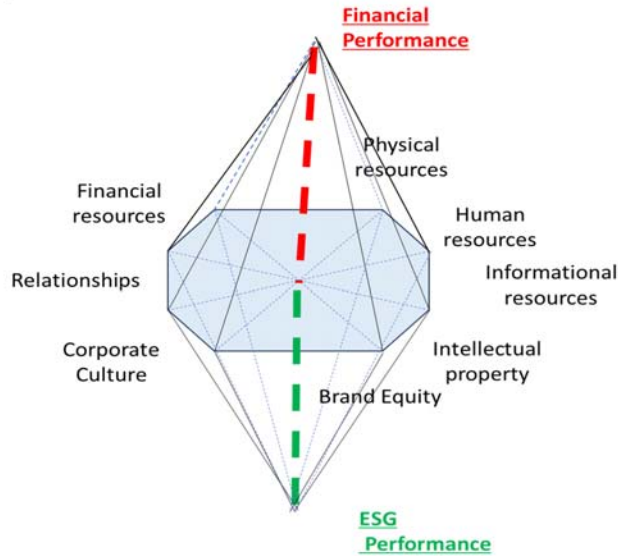 Financial
Performance
Physical
resources
Financial
resources
Human
resources
Relationships
Informational
resources
Corporate
Culture
Intellectual
property
Brand Equity
ESG
Performance